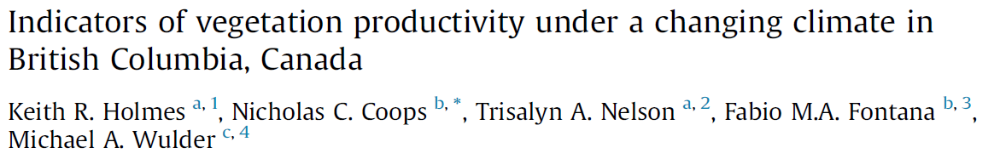 Indicators of vegetation productivity under a changing climate in
British Columbia, Canada
Keith R. Holmes a, 1, Nicholas C. Coops b, *, Trisalyn A. Nelson a, 2, Fabio M.A. Fontana b, 3,
Michael A. Wulder c, 4